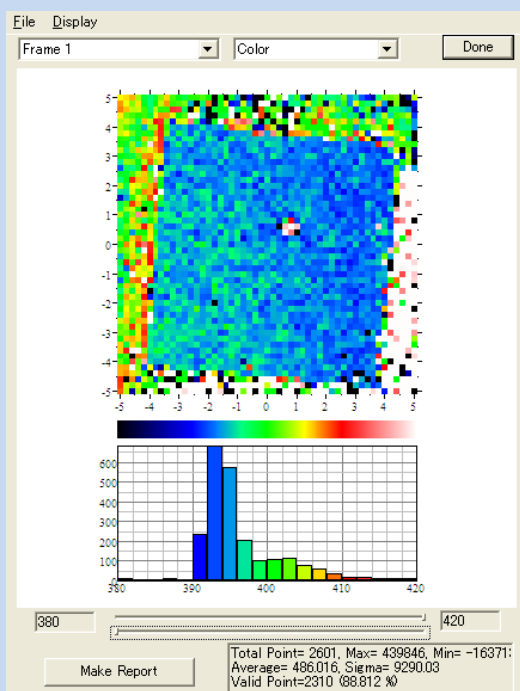 File Display
Frame 1 Color Done
5
4
3
2
1
0
-1
-2
-3
-4
-5
-5 -4 -3 -2 -1 0 1 2 3 4 5
600
500
400
300
200
100
0
380 390 400 410 420
380 420
Make Report
Total Point= 2601, Max= 439846, Min= -16371
Average= 486.016, Sigma= 9290.03
Valid Point=2310 (88.812 %)